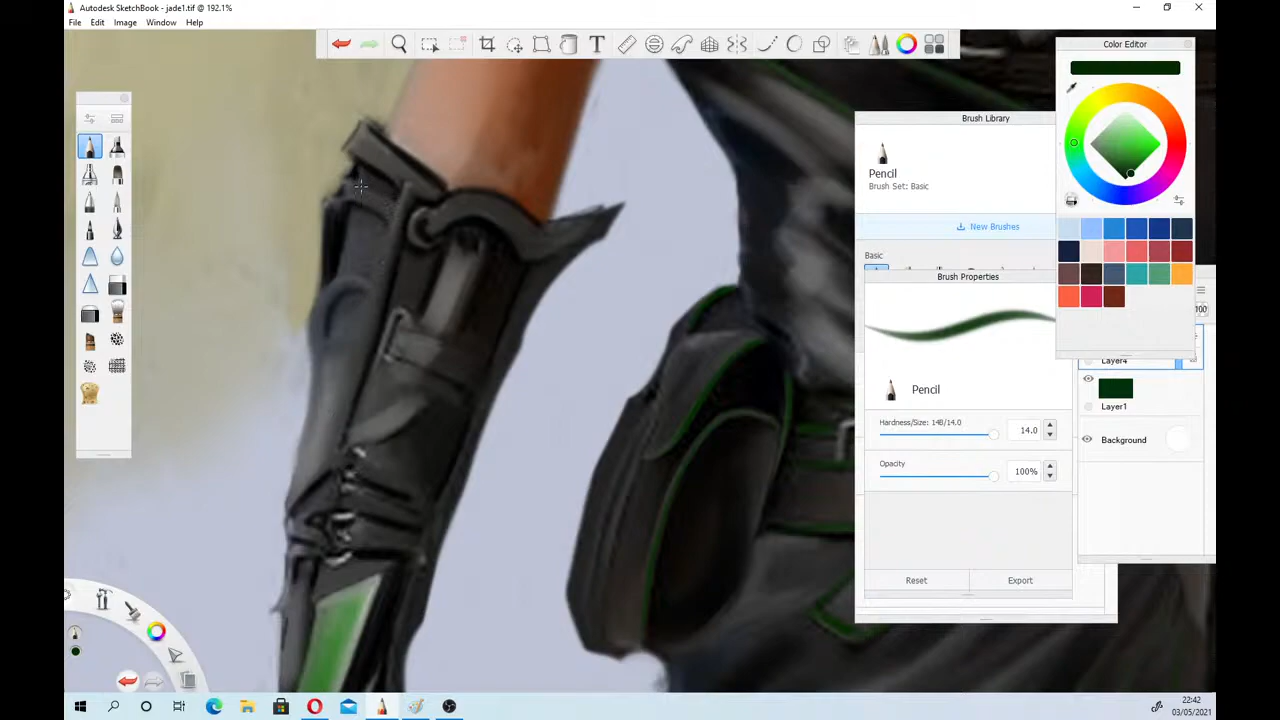 Autodesk SketchBook - jade1.tif @ 192.1%
File Edit Image Window Help
Color Editor
Brush Library
Pencil
Brush Set: Basic
New Brushes
Basic
Brush Properties
Pencil
Hardness/Size: 14B/14.0
14.0
Opacity
100%
Reset
Export
100
Layer4
Layer1
Background
22:42
03/05/2021